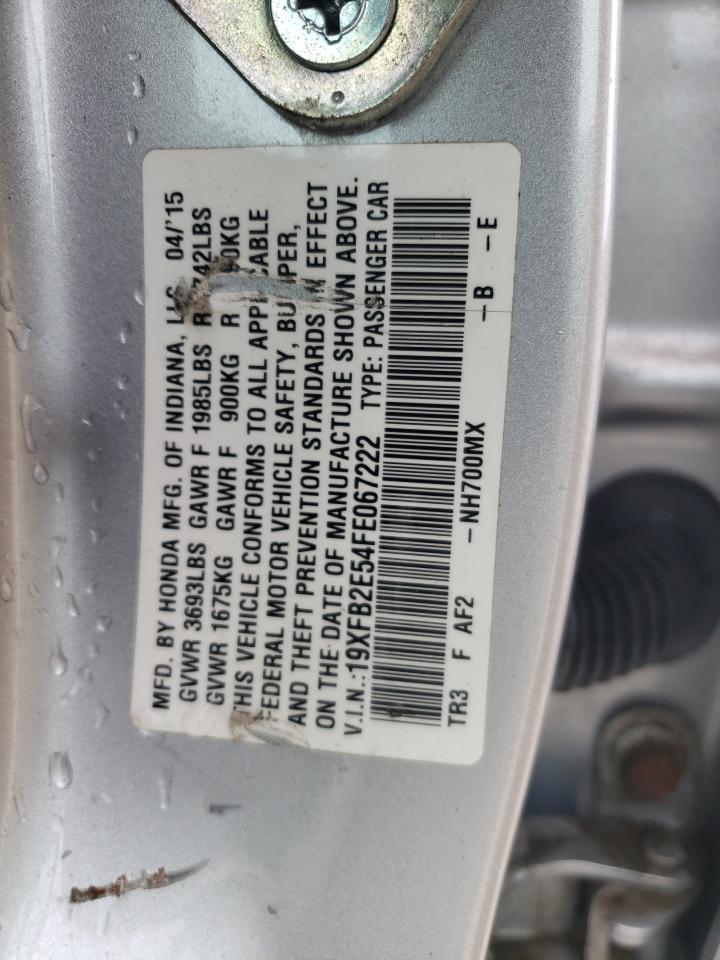 MFD. BY HONDA MFG. OF INDIANA, LLC 04/'15
GVWR 3693LBS GAWR F 1985LBS R 742LBS
GVWR 1675KG GAWR F 900KG R 0KG
THIS VEHICLE CONFORMS TO ALL APPLICABLE
FEDERAL MOTOR VEHICLE SAFETY, BUMPER,
AND THEFT PREVENTION STANDARDS IN EFFECT
ON THE DATE OF MANUFACTURE SHOWN ABOVE.
V.I.N.:19XFB2E54FE067222 TYPE: PASSENGER CAR
TR3 F AF2 -NH700MX -B -E